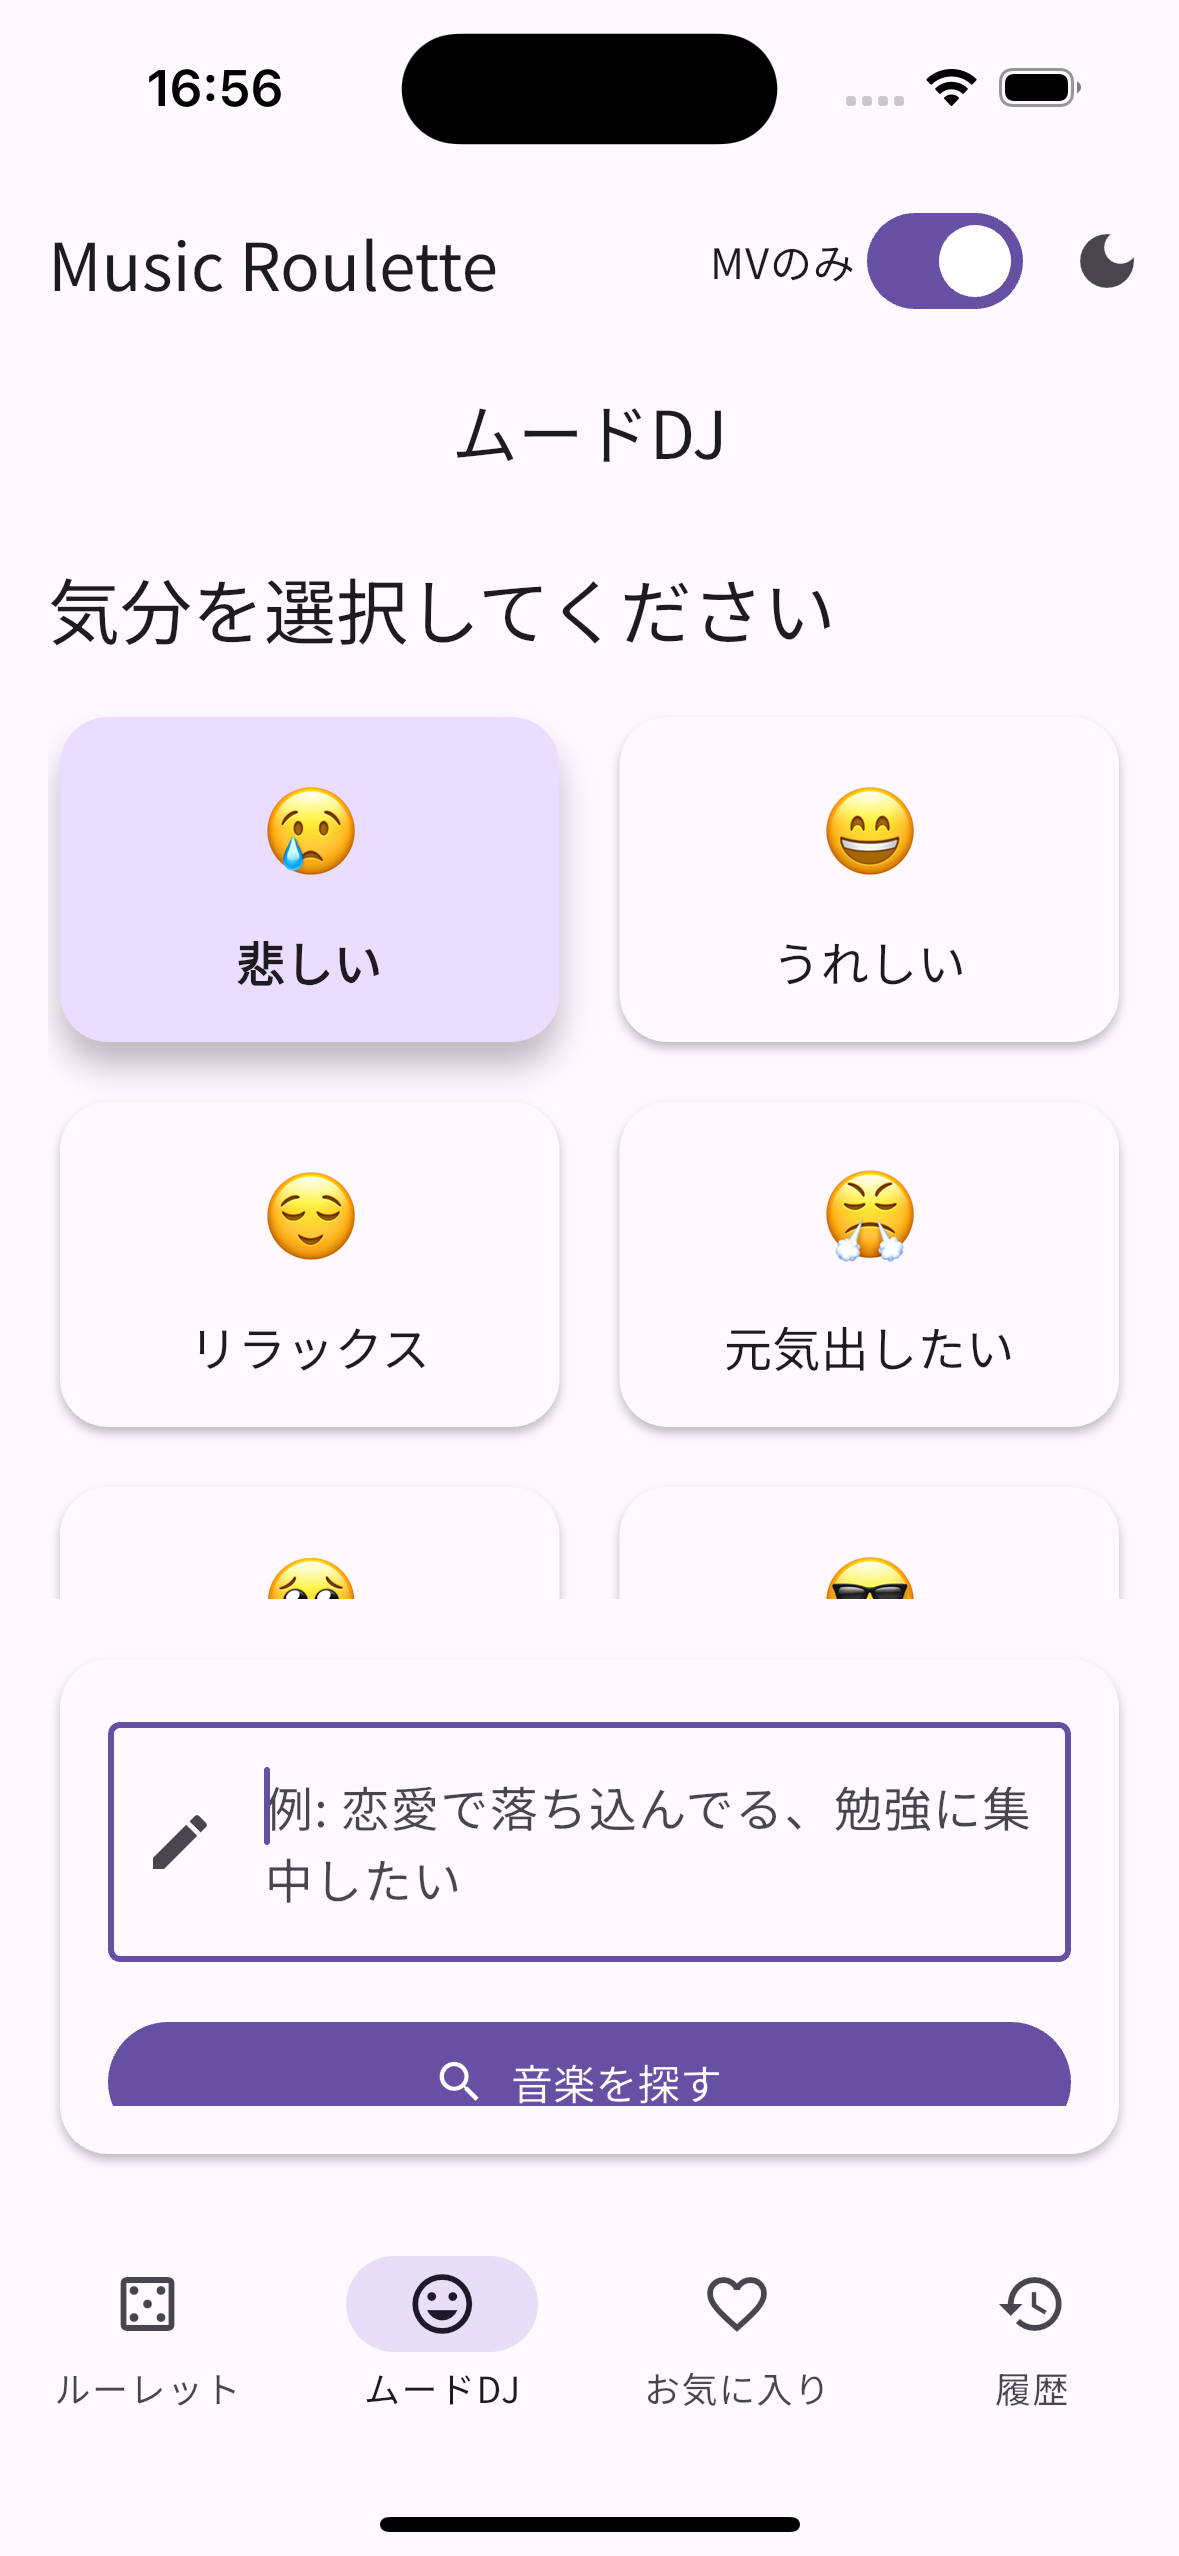 16:56
Music Roulette
MVのみ
ムードDJ
気分を選択してください
悲しい
うれしい
リラックス
元気出したい
例: 恋愛で落ち込んでる、勉強に集
中したい
音楽を探す
ルーレット
ムードDJ
お気に入り
履歴